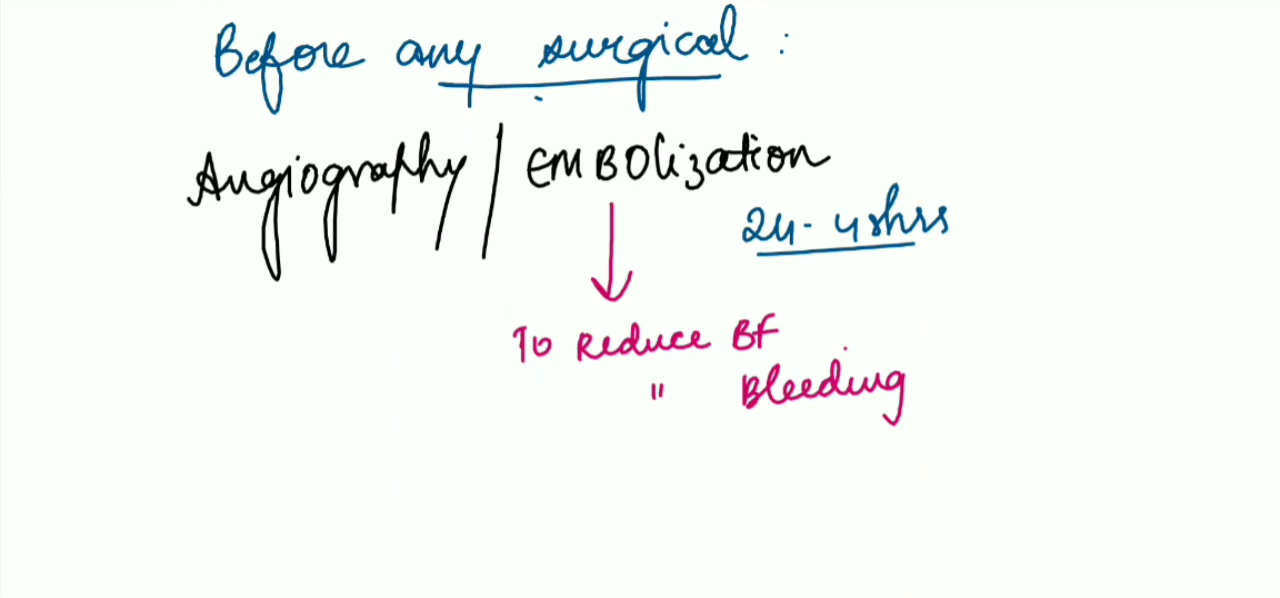 Before any surgical :
Angiography / EMBOlization
24-48hrs
To Reduce BF
" Bleeding